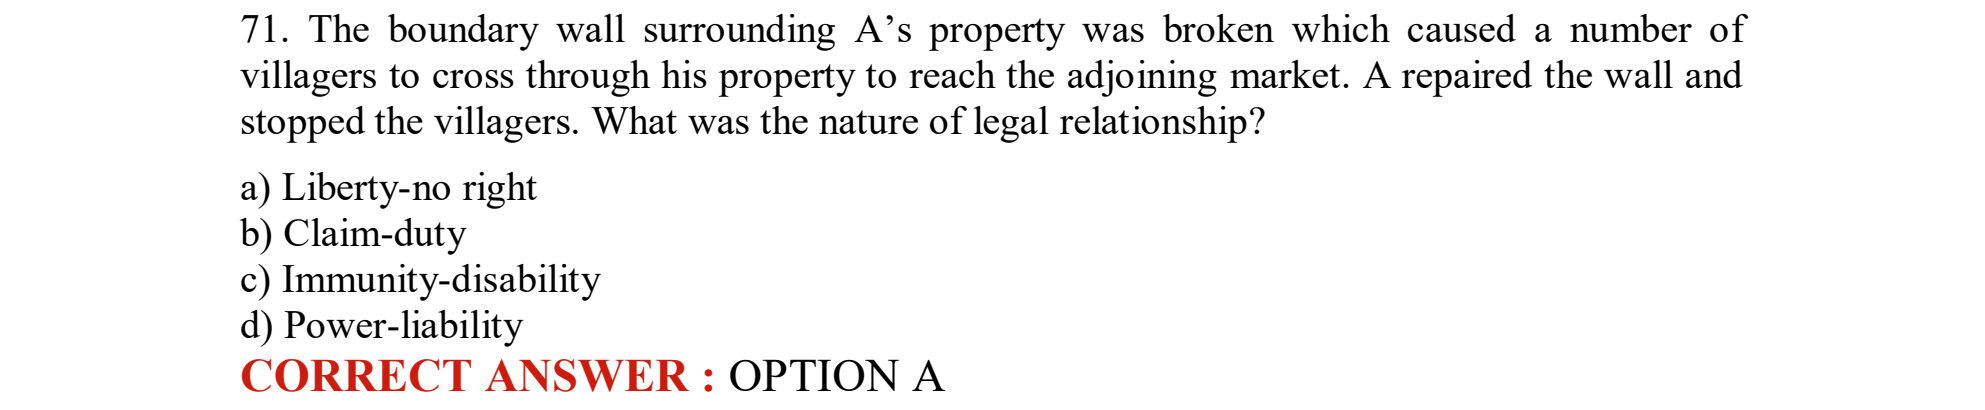 71. The boundary wall surrounding A’s property was broken which caused a number of
villagers to cross through his property to reach the adjoining market. A repaired the wall and
stopped the villagers. What was the nature of legal relationship?
a) Liberty-no right
b) Claim-duty
c) Immunity-disability
d) Power-liability
CORRECT ANSWER : OPTION A